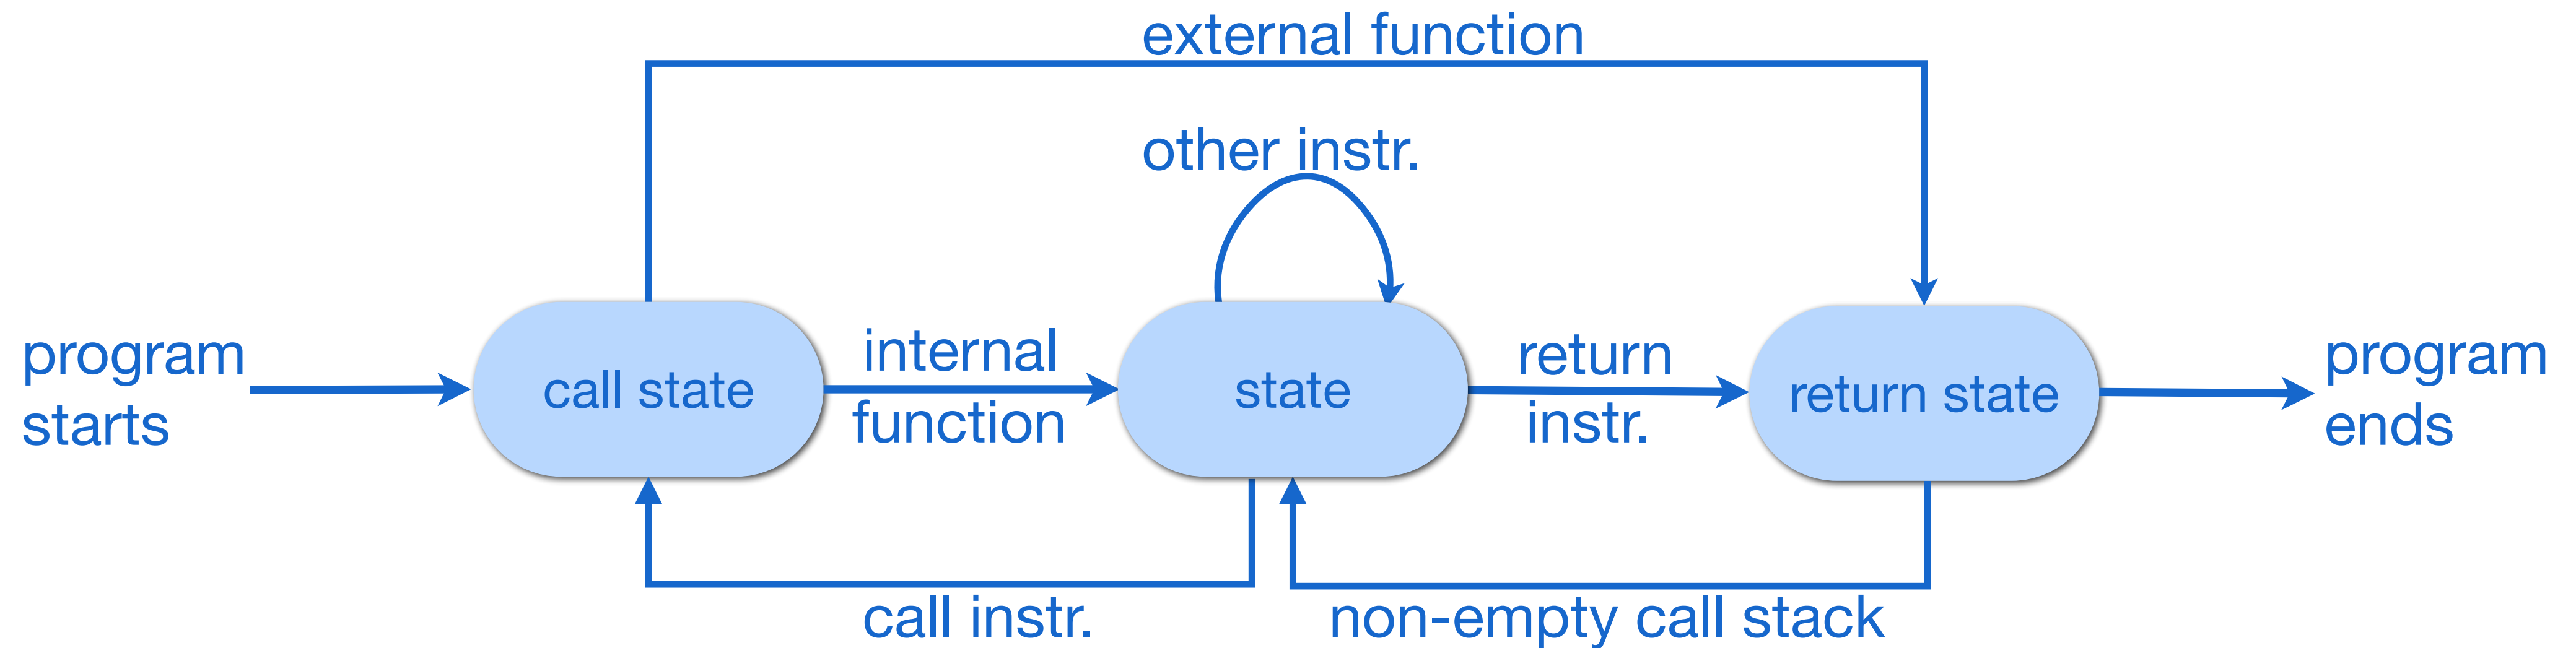 external function
other instr.
program
starts
call state
internal
function
state
return
instr.
return state
program
ends
call instr.
non-empty call stack